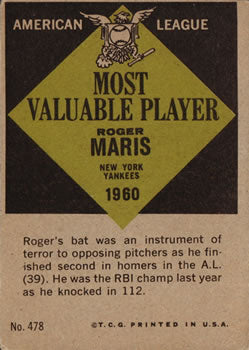 AMERICAN LEAGUE
MOST
VALUABLE PLAYER
ROGER
MARIS
NEW YORK
YANKEES
1960
Roger's bat was an instrument of
terror to opposing pitchers as he fin-
ished second in homers in the A.L.
(39). He was the RBI champ last year
as he knocked in 112.
No. 478 ©T.C.G. PRINTED IN U.S.A.